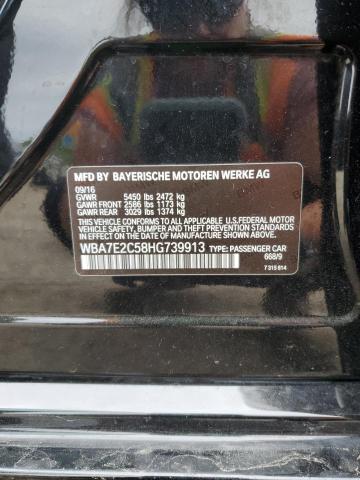 MFD BY BAYERISCHE MOTOREN WERKE AG
09/16
GVWR 5450 lbs 2472 kg
GAWR FRONT 2586 lbs 1173 kg
GAWR REAR 3029 lbs 1374 kg
THIS VEHICLE CONFORMS TO ALL APPLICABLE U.S. FEDERAL
MOTOR VEHICLE SAFETY, BUMPER, AND THEFT PREVENTION
STANDARDS IN EFFECT ON THE DATE OF MANUFACTURE SHOWN ABOVE.
WBA7E2C58HG739913 TYPE: PASSENGER CAR
668/9
7 315 614